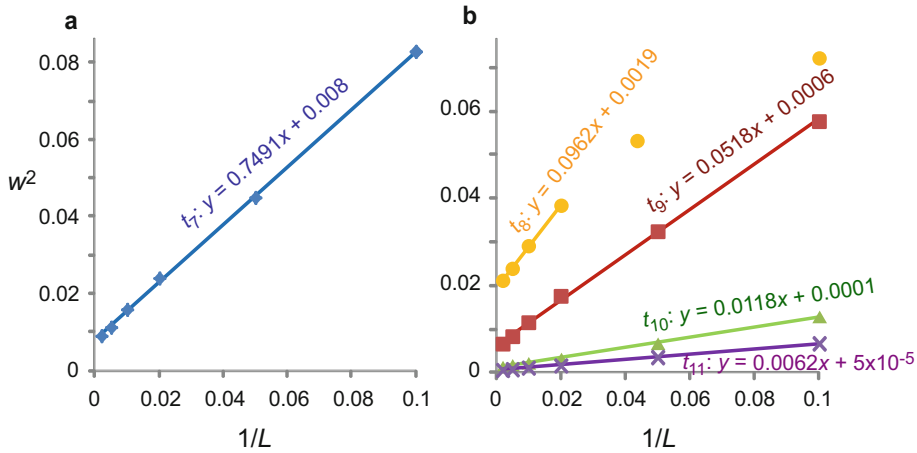 a
0.08
0.06
0.04
0.02
0
w²
t₇: y = 0.7491x + 0.008
0 0.02 0.04 0.06 0.08 0.1
1/L
b
0.06
0.04
0.02
0
t₈: y = 0.0962x + 0.0019
t₉: y = 0.0518x + 0.0006
t₁₀: y = 0.0118x + 0.0001
t₁₁: y = 0.0062x + 5x10⁻⁵
0 0.02 0.04 0.06 0.08 0.1
1/L